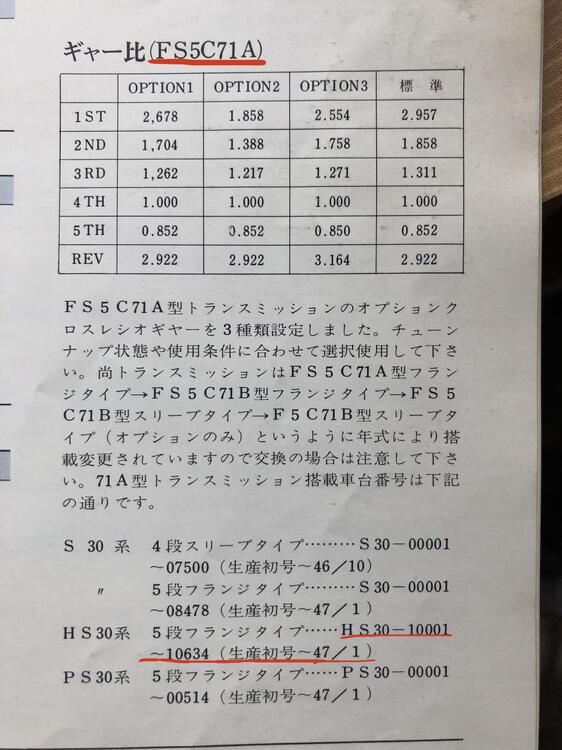 ギャー比(FS5C71A)
OPTION1 OPTION2 OPTION3 標準
1ST 2,678 1.858 2.554 2.957
2ND 1,704 1.388 1.758 1.858
3RD 1,262 1.217 1.271 1.311
4TH 1.000 1.000 1.000 1.000
5TH 0.852 0.852 0.850 0.852
REV 2.922 2.922 3.164 2.922
FS5C71A型トランスミッションのオプションク
ロスレシオギヤーを3種類設定しました。チューン
ナップ状態や使用条件に合わせて選択使用して下さ
い。尚トランスミッションはFS5C71A型フラン
ジタイプ→FS5C71B型フランジタイプ→FS5
C71B型スリーブタイプ→F5C71B型スリーブタ
イプ(オプションのみ)というように年式により搭
載変更されていますので交換の場合は注意して下さ
い。71A型トランスミッション搭載車台番号は下記
の通りです。
S 30系 4段スリーブタイプ………S30-00001
~07500(生産初号~46/10)
〃 5段フランジタイプ………S30-00001
~08478(生産初号~47/1)
HS30系 5段フランジタイプ……HS30-10001
~10634(生産初号~47/1)
PS30系 5段フランジタイプ……PS30-00001
~00514(生産初号~47/1)